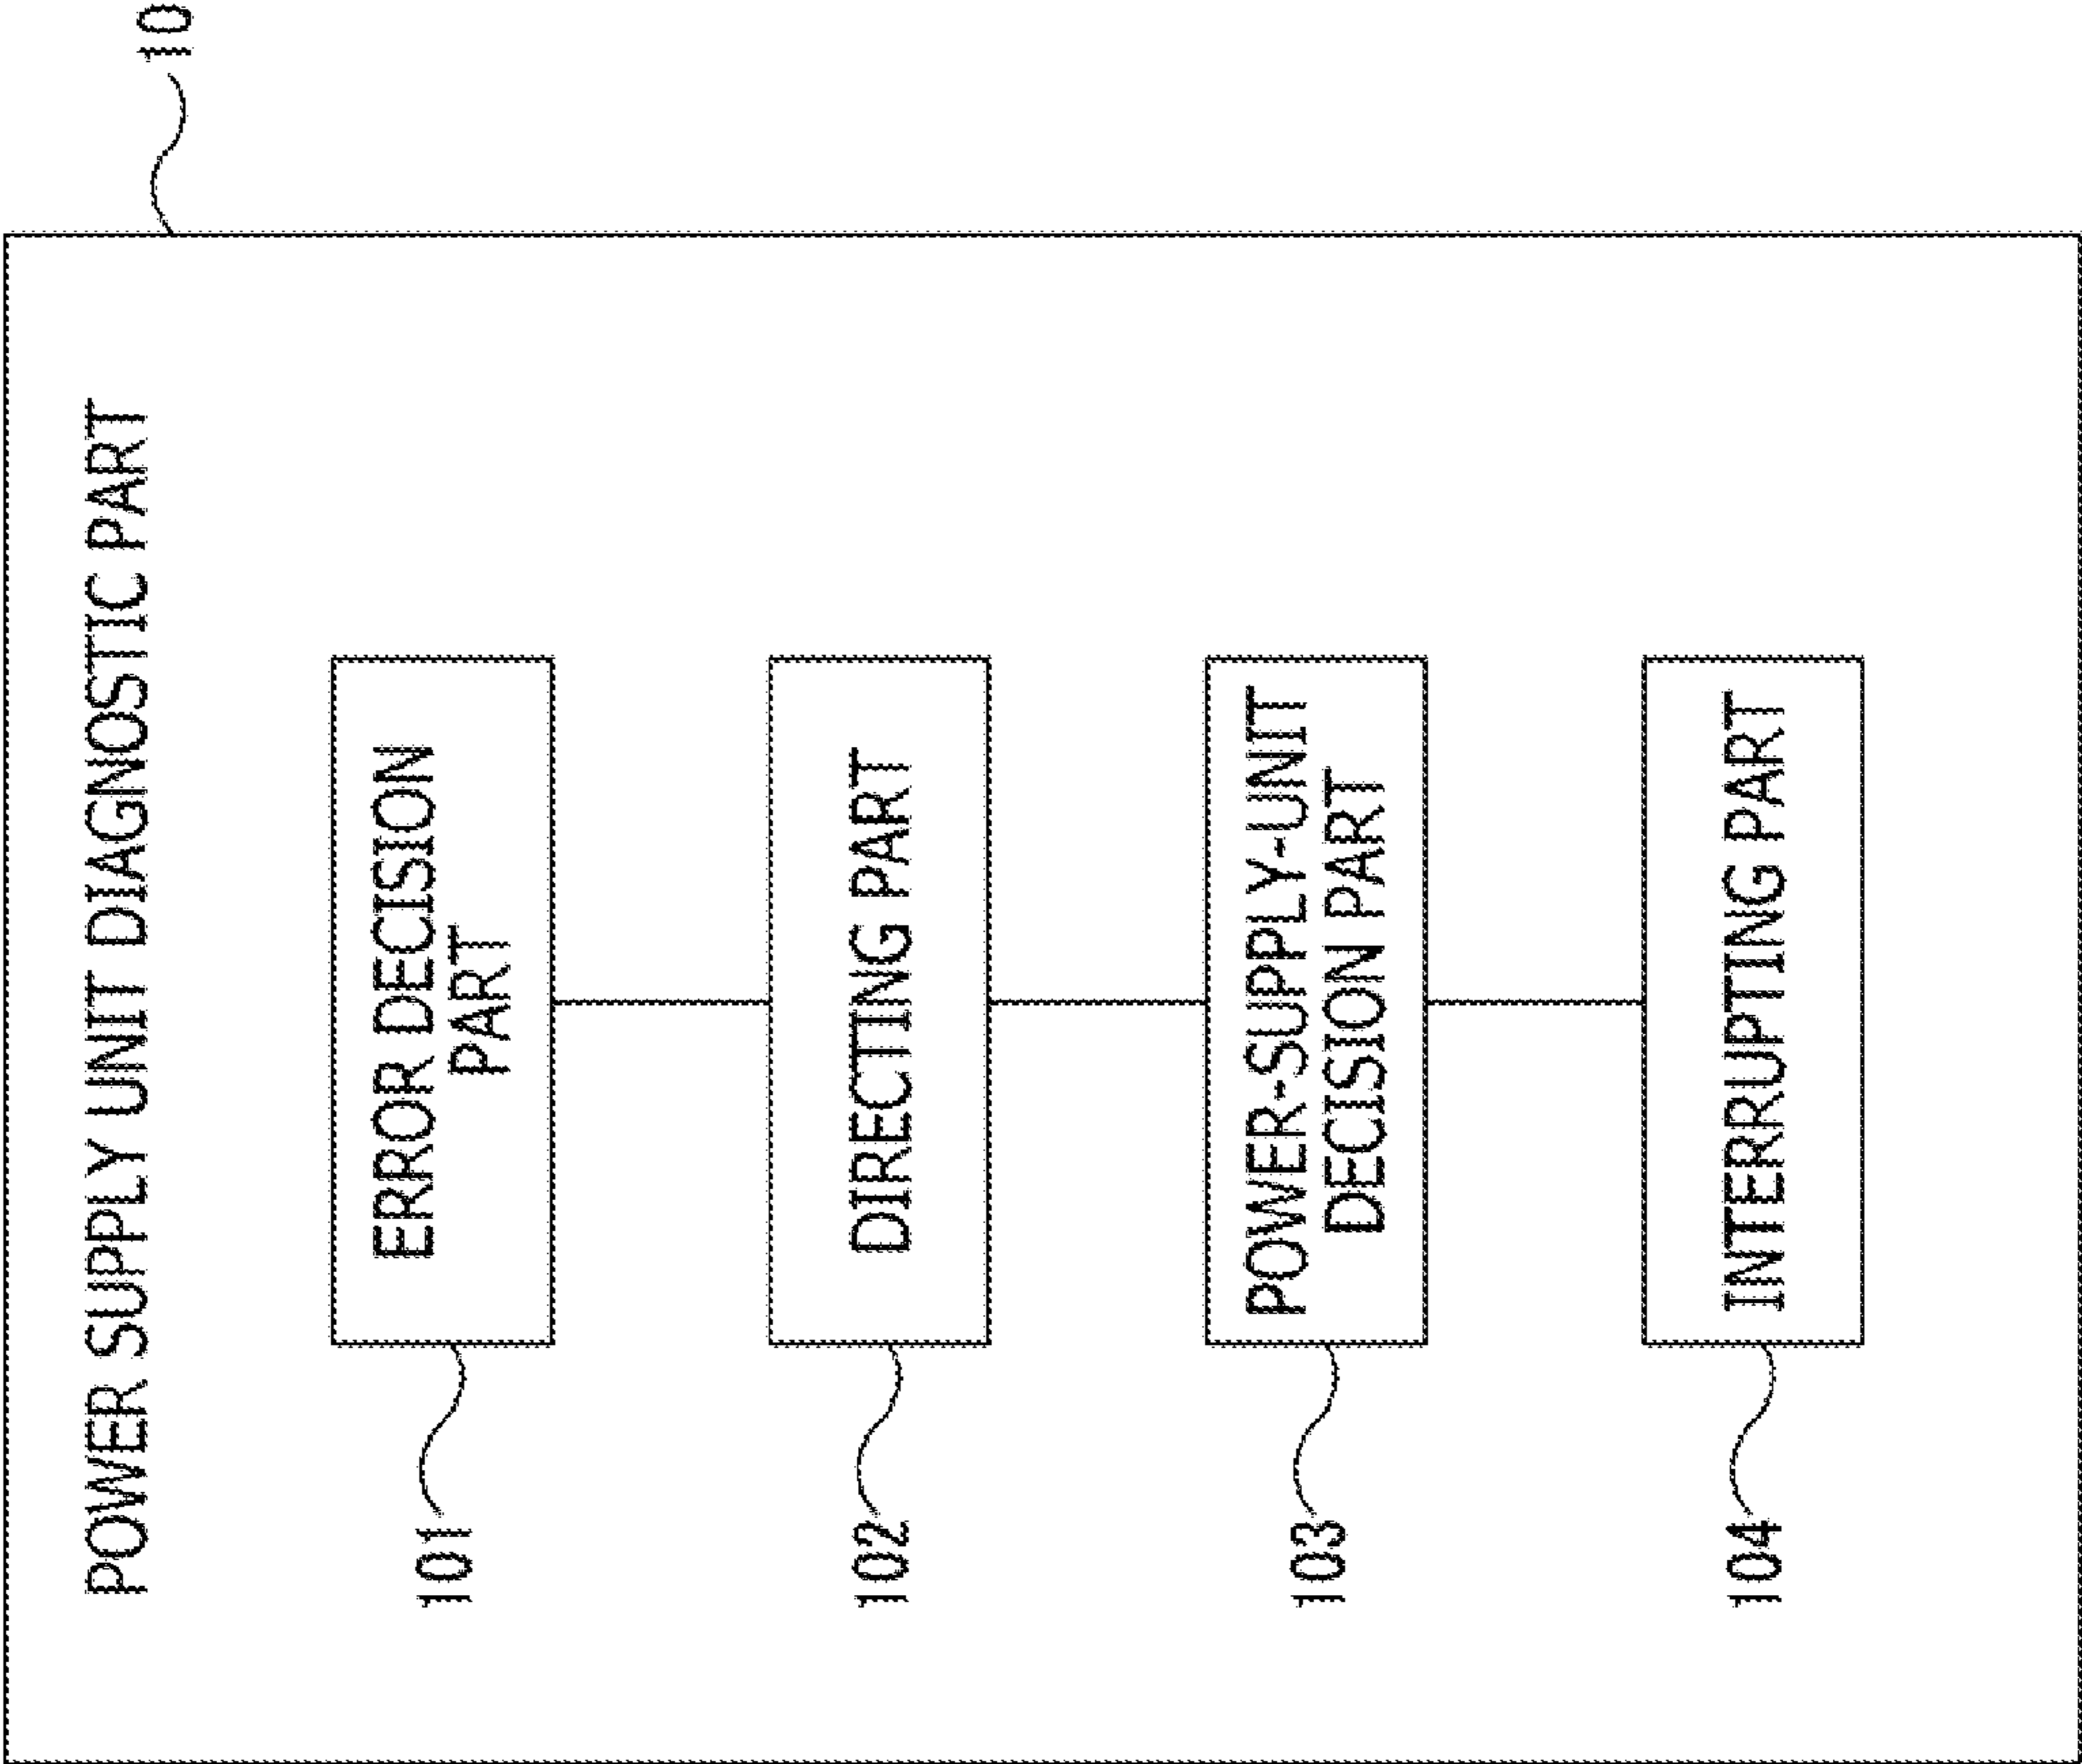 10
POWER SUPPLY UNIT DIAGNOSTIC PART
101
ERROR DECISION
PART
102
DIRECTING PART
103
POWER-SUPPLY-UNIT
DECISION PART
104
INTERRUPTING PART